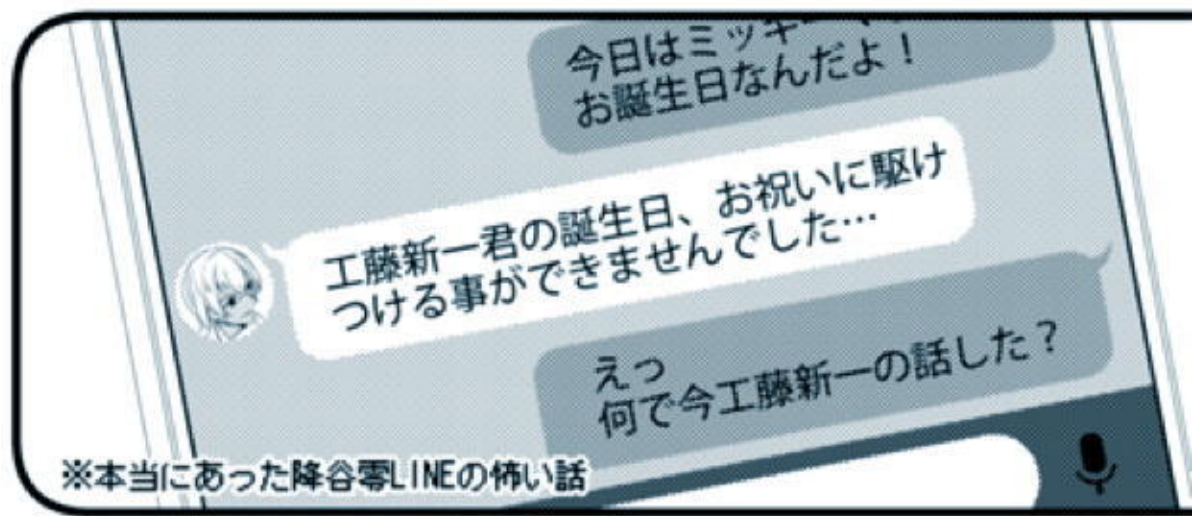 今日はミッキー
お誕生日なんだよ!
工藤新一君の誕生日、お祝いに駆け
つける事ができませんでした…
えっ
何で今工藤新一の話した?
※本当にあった降谷零LINEの怖い話